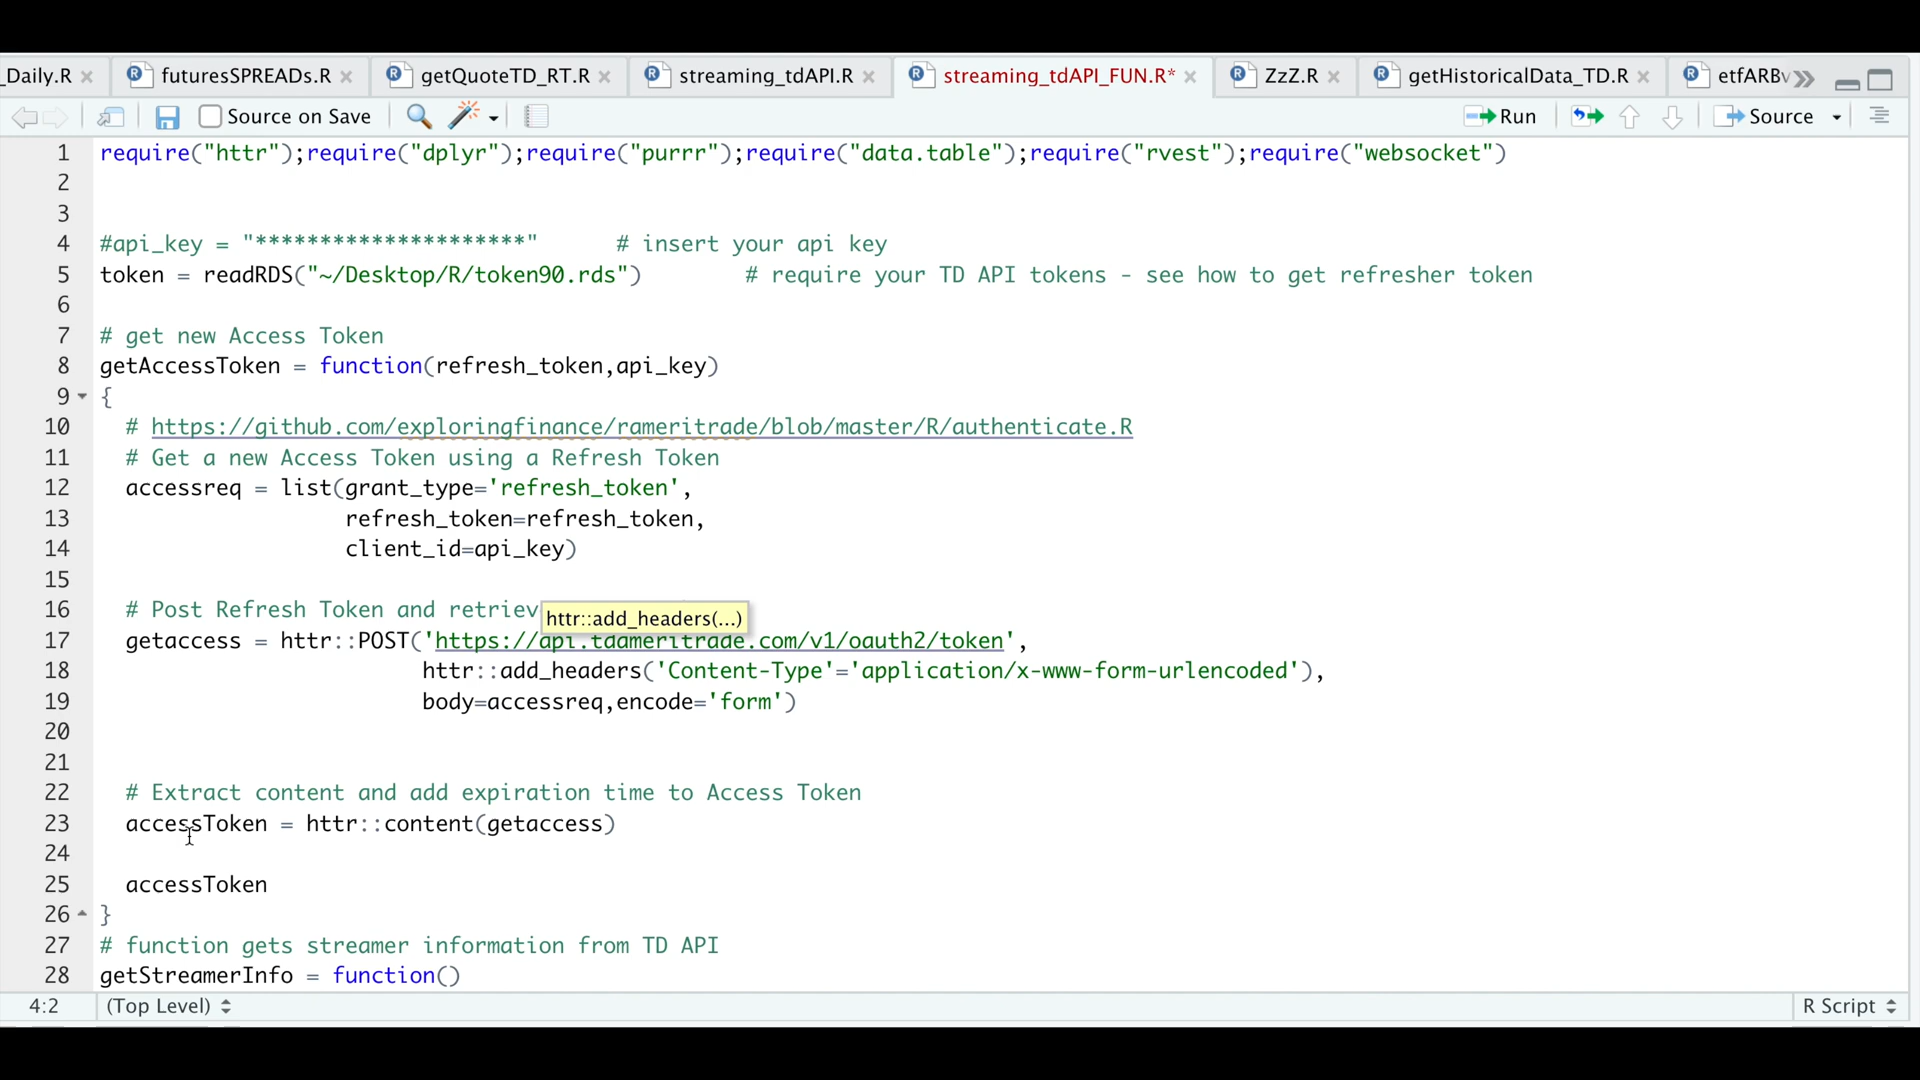 _Daily.R
futuresSPREADs.R
getQuoteTD_RT.R
streaming_tdAPI.R
streaming_tdAPI_FUN.R*
ZzZ.R
getHistoricalData_TD.R
etfARBv
Source on Save
Run
Source
1 require("httr");require("dplyr");require("purrr");require("data.table");require("rvest");require("websocket")
2
3
4 #api_key = "*********************" # insert your api key
5 token = readRDS("~/Desktop/R/token90.rds") # require your TD API tokens - see how to get refresher token
6
7 # get new Access Token
8 getAccessToken = function(refresh_token,api_key)
9 {
10 # https://github.com/exploringfinance/rameritrade/blob/master/R/authenticate.R
11 # Get a new Access Token using a Refresh Token
12 accessreq = list(grant_type='refresh_token',
13 refresh_token=refresh_token,
14 client_id=api_key)
15
16 # Post Refresh Token and retriev
httr::add_headers(...)
17 getaccess = httr::POST('https://api.tdameritrade.com/v1/oauth2/token',
18 httr::add_headers('Content-Type'='application/x-www-form-urlencoded'),
19 body=accessreq,encode='form')
20
21
22 # Extract content and add expiration time to Access Token
23 accessToken = httr::content(getaccess)
24
25 accessToken
26 }
27 # function gets streamer information from TD API
28 getStreamerInfo = function()
4:2 (Top Level) R Script